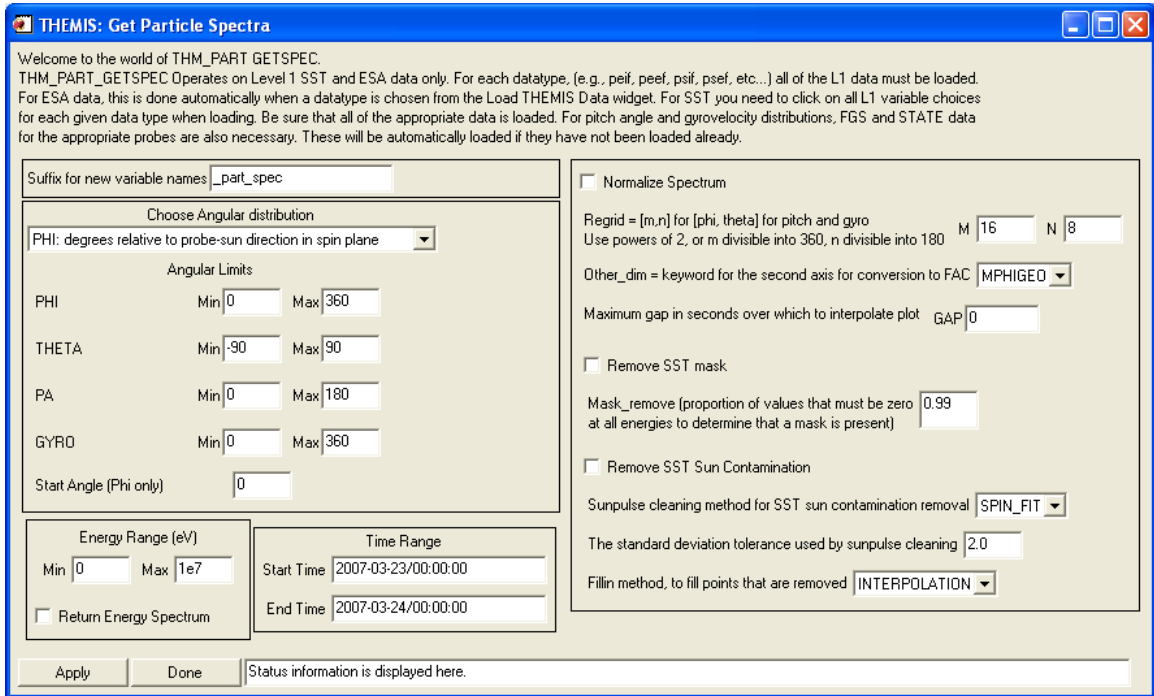 THEMIS: Get Particle Spectra
Welcome to the world of THM_PART GETSPEC.
THM_PART_GETSPEC Operates on Level 1 SST and ESA data only. For each datatype, (e.g., peif, peef, psif, psef, etc...) all of the L1 data must be loaded.
For ESA data, this is done automatically when a datatype is chosen from the Load THEMIS Data widget. For SST you need to click on all L1 variable choices
for each given data type when loading. Be sure that all of the appropriate data is loaded. For pitch angle and gyrovelocity distributions, FGS and STATE data
for the appropriate probes are also necessary. These will be automatically loaded if they have not been loaded already.
Suffix for new variable names _part_spec
Choose Angular distribution
PHI: degrees relative to probe-sun direction in spin plane
Angular Limits
PHI Min 0 Max 360
THETA Min -90 Max 90
PA Min 0 Max 180
GYRO Min 0 Max 360
Start Angle (Phi only) 0
Energy Range (eV)
Min 0 Max 1e7
Return Energy Spectrum
Time Range
Start Time 2007-03-23/00:00:00
End Time 2007-03-24/00:00:00
Normalize Spectrum
Regrid = [m,n] for [phi, theta] for pitch and gyro
Use powers of 2, or m divisible into 360, n divisible into 180
M 16 N 8
Other_dim = keyword for the second axis for conversion to FAC MPHIGEO
Maximum gap in seconds over which to interpolate plot GAP 0
Remove SST mask
Mask_remove (proportion of values that must be zero 0.99
at all energies to determine that a mask is present)
Remove SST Sun Contamination
Sunpulse cleaning method for SST sun contamination removal SPIN_FIT
The standard deviation tolerance used by sunpulse cleaning 2.0
Fillin method, to fill points that are removed INTERPOLATION
Apply Done Status information is displayed here.